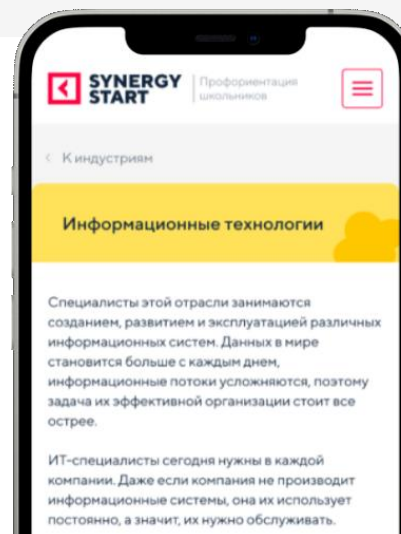 SYNERGY
START
Профориентация
школьников
К индустриям
Информационные технологии
Специалисты этой отрасли занимаются
созданием, развитием и эксплуатацией различных
информационных систем. Данных в мире
становится больше с каждым днем,
информационные потоки усложняются, поэтому
задача их эффективной организации стоит все
острее.
ИТ-специалисты сегодня нужны в каждой
компании. Даже если компания не производит
информационные системы, она их использует
постоянно, а значит, их нужно обслуживать.